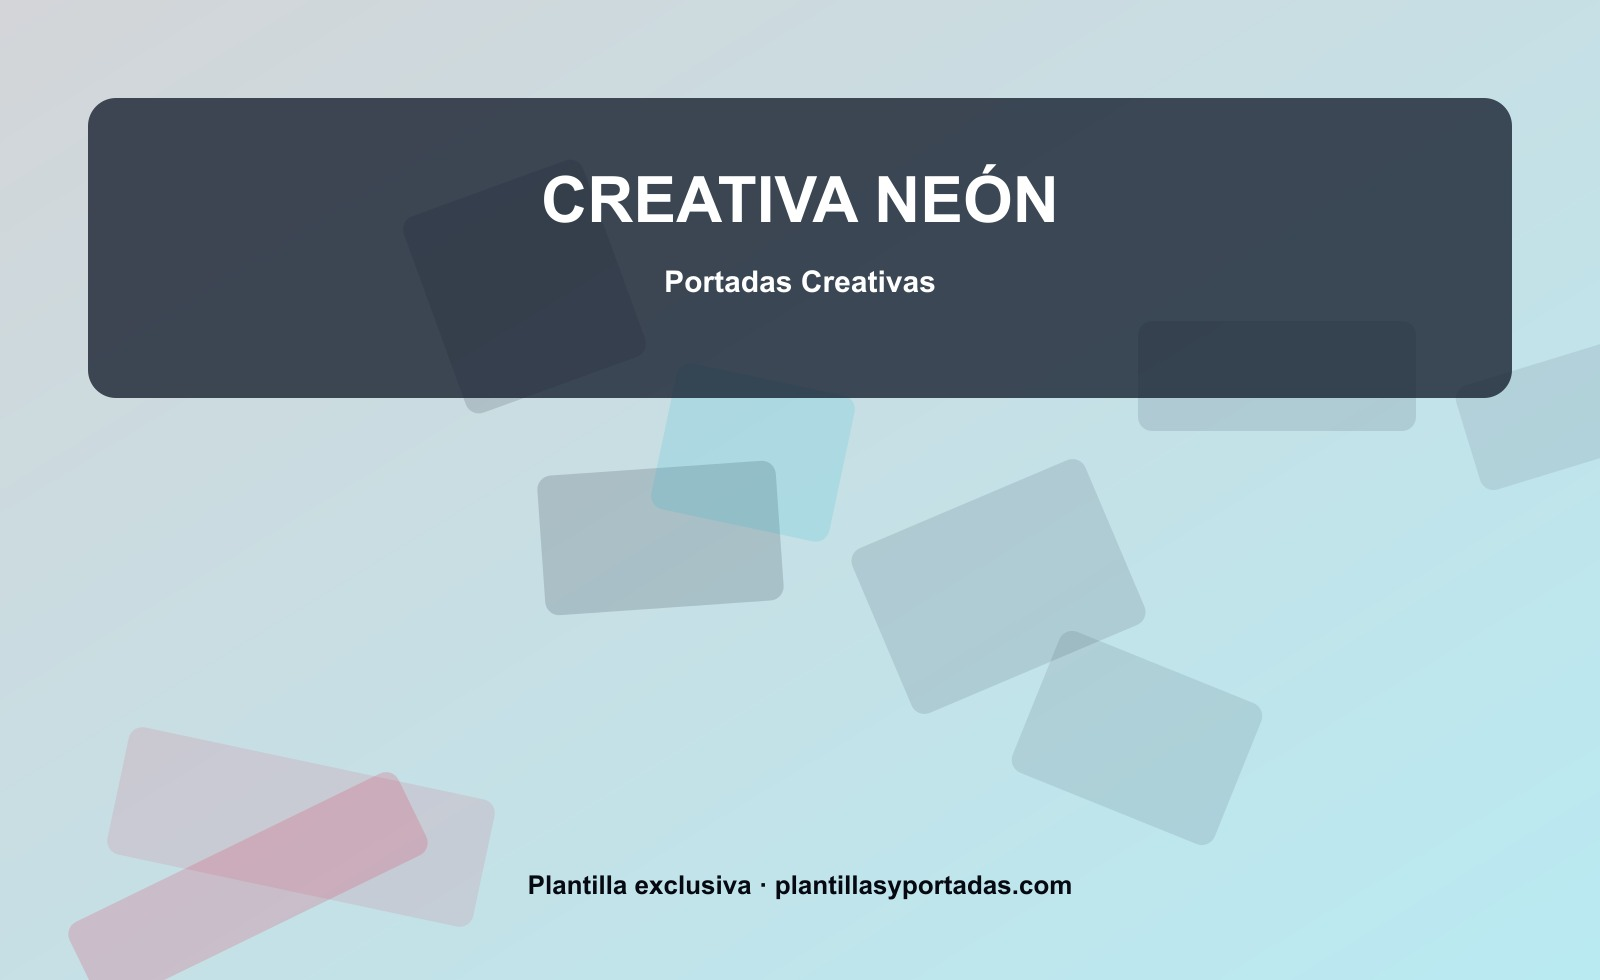 CREATIVA NEÓN
Portadas Creativas
Plantilla exclusiva · plantillasyportadas.com